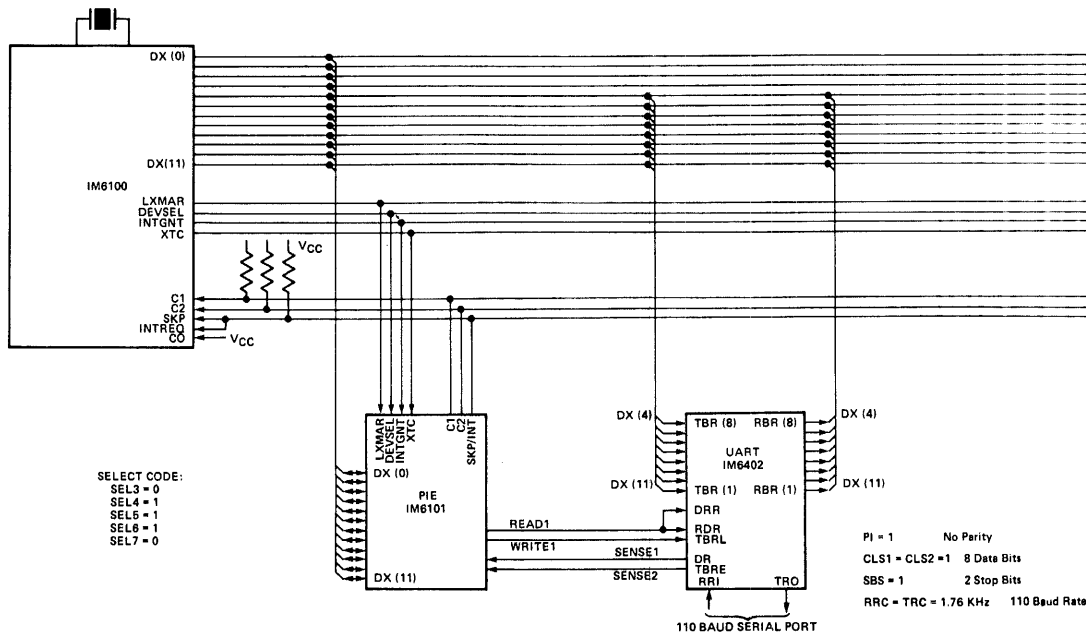 DX (0)
DX(11)
IM6100
LXMAR
DEVSEL
INTGNT
XTC
VCC
C1
C2
SKP
INTREQ
CO
VCC
LXMAR
DEVSEL
INTGNT
XTC
C1
C2
SKP/INT
DX (0)
PIE
IM6101
DX (11)
SELECT CODE:
SEL3 = 0
SEL4 = 1
SEL5 = 1
SEL6 = 1
SEL7 = 0
READ1
WRITE1
SENSE1
SENSE2
DX (4)
DX (11)
TBR (8)
RBR (8)
UART
IM6402
TBR (1)
RBR (1)
DRR
RDR
TBRL
DR
TBRE
RRI
TRO
DX (4)
DX (11)
110 BAUD SERIAL PORT
PI = 1 No Parity
CLS1 = CLS2 = 1 8 Data Bits
SBS = 1 2 Stop Bits
RRC = TRC = 1.76 KHz 110 Baud Rate